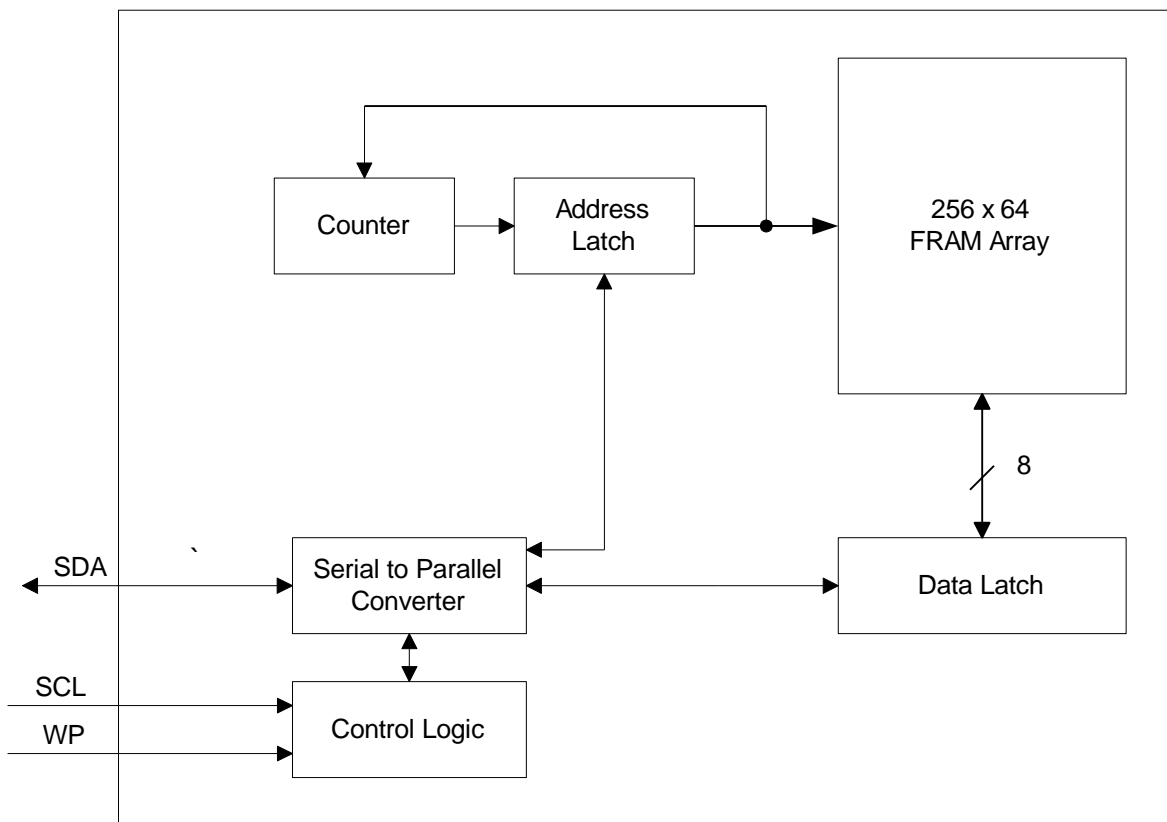 Counter
Address
Latch
256 x 64
FRAM Array
8
`
SDA
Serial to Parallel
Converter
Data Latch
SCL
WP
Control Logic